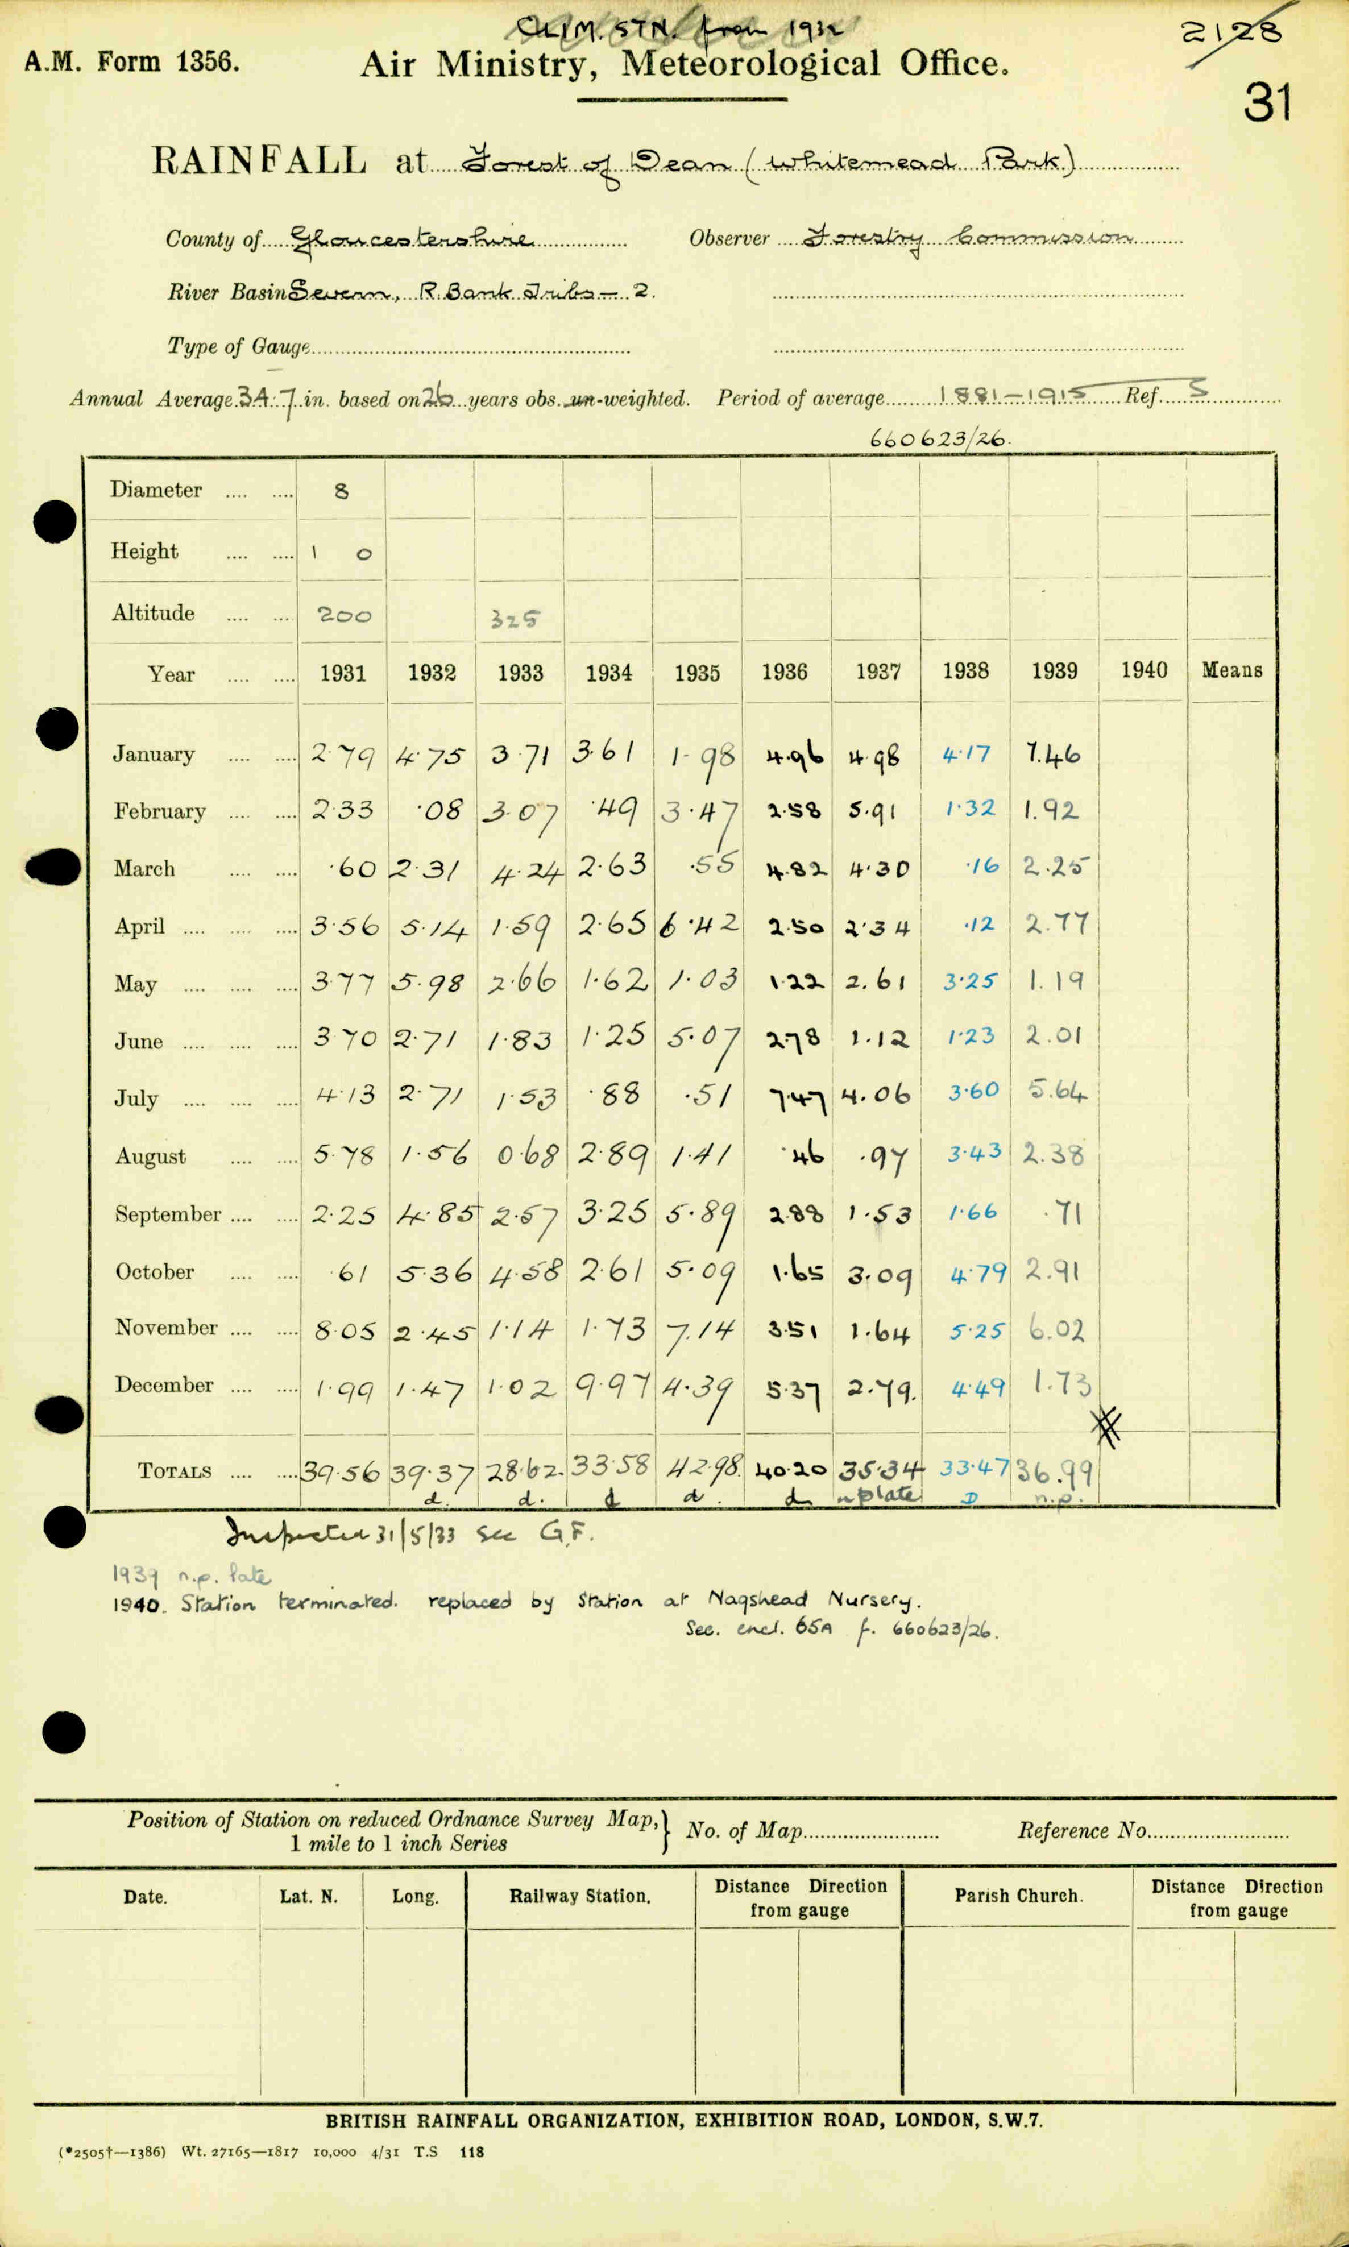 CLIM. STN. from 1932
2128
A.M. Form 1356.
Air Ministry, Meteorological Office.
31
RAINFALL at Forest of Dean (Whitemead Park)
County of Gloucestershire Observer Forestry Commission
River Basin Severn, R Bank Tribs — 2.
Type of Gauge
Annual Average 34.7 in. based on 26 years obs. un-weighted. Period of average 1881–1915 Ref. S
660623/26.
Diameter 8
Height 1 0
Altitude 200 325
Year 1931 1932 1933 1934 1935 1936 1937 1938 1939 1940 Means
January 2.79 4.75 3.71 3.61 1.98 4.96 4.98 4.17 7.46
February 2.33 .08 3.07 .49 3.47 2.58 5.91 1.32 1.92
March .60 2.31 4.24 2.63 .55 4.82 4.30 .16 2.25
April 3.56 5.14 1.59 2.65 6.42 2.50 2.34 .12 2.77
May 3.77 5.98 2.66 1.62 1.03 1.22 2.61 3.25 1.19
June 3.70 2.71 1.83 1.25 5.07 2.78 1.12 1.23 2.01
July 4.13 2.71 1.53 .88 .51 7.47 4.06 3.60 5.64
August 5.78 1.56 0.68 2.89 1.41 .46 .97 3.43 2.38
September 2.25 4.85 2.57 3.25 5.89 2.88 1.53 1.66 .71
October .61 5.36 4.58 2.61 5.09 1.65 3.09 4.79 2.91
November 8.05 2.45 1.14 1.73 7.14 3.51 1.64 5.25 6.02
December 1.99 1.47 1.02 9.97 4.39 5.37 2.79. 4.49 1.73
TOTALS 39.56 39.37 28.62 33.58 42.98. 40.20 35.34 33.47 36.99
d. d. d d. d n plate D n.p.
Inspected 31/5/33 see G.F.
1939 n.p. late
1940. Station terminated. replaced by Station at Nagshead Nursery.
See. encl. 65A f. 660623/26.
Position of Station on reduced Ordnance Survey Map,} No. of Map Reference No.
1 mile to 1 inch Series
Date. Lat. N. Long. Railway Station. Distance Direction Parish Church. Distance Direction
from gauge from gauge
BRITISH RAINFALL ORGANIZATION, EXHIBITION ROAD, LONDON, S.W.7.
(*2505†—1386) Wt. 27165—1817 10,000 4/31 T.S 118